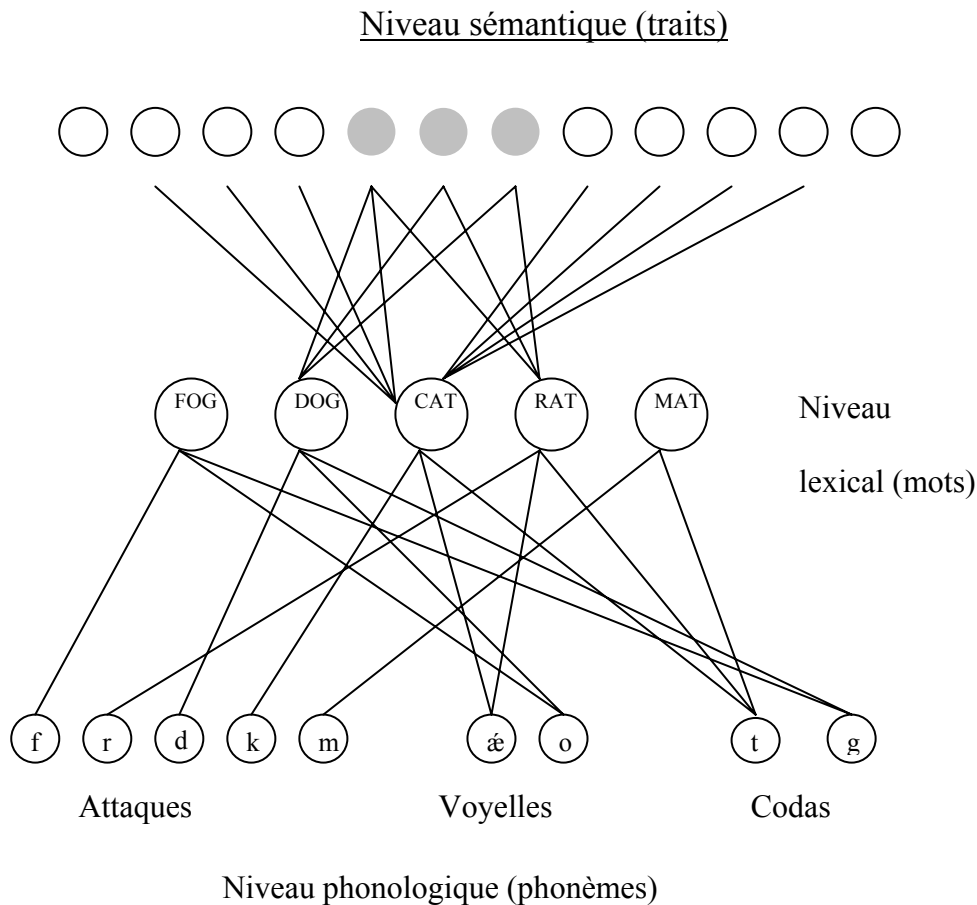 Niveau sémantique (traits)
FOG DOG CAT RAT MAT
Niveau
lexical (mots)
f r d k m ǽ o t g
Attaques Voyelles Codas
Niveau phonologique (phonèmes)